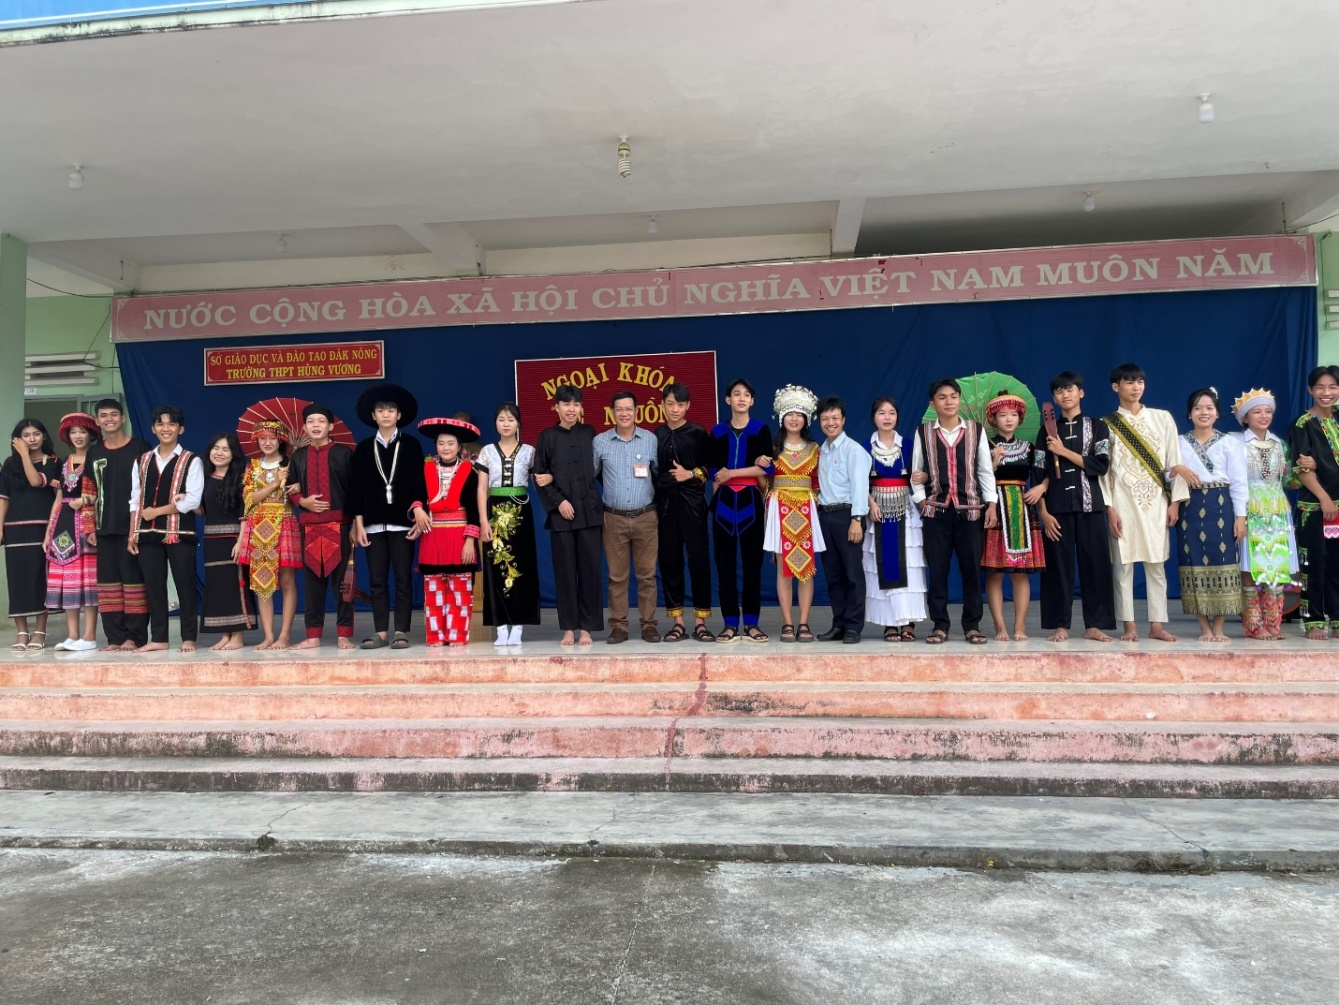 NƯỚC CỘNG HÒA XÃ HỘI CHỦ NGHĨA VIỆT NAM MUÔN NĂM
SỞ GIÁO DỤC VÀ ĐÀO TẠO ĐĂK NÔNG
TRƯỜNG THPT HÙNG VƯƠNG
NGOẠI KHÓA